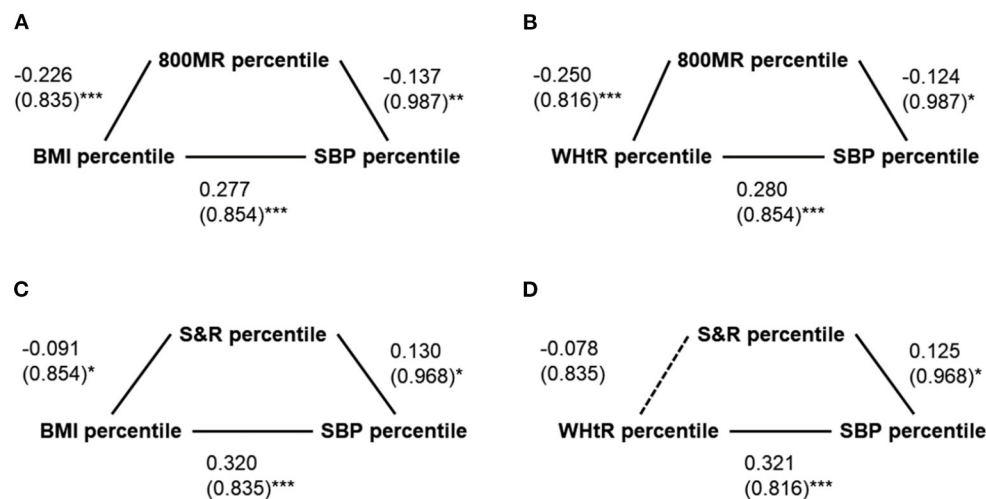 A
800MR percentile
-0.226
(0.835)***
-0.137
(0.987)**
BMI percentile
SBP percentile
0.277
(0.854)***
B
800MR percentile
-0.250
(0.816)***
-0.124
(0.987)*
WHtR percentile
SBP percentile
0.280
(0.854)***
C
S&R percentile
-0.091
(0.854)*
0.130
(0.968)*
BMI percentile
SBP percentile
0.320
(0.835)***
D
S&R percentile
-0.078
(0.835)
0.125
(0.968)*
WHtR percentile
SBP percentile
0.321
(0.816)***